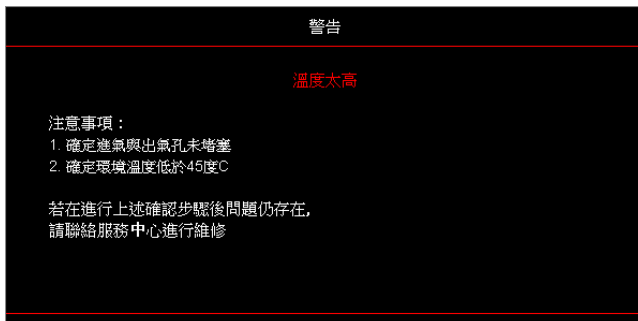 警告
溫度太高
注意事項：
1. 確定進氣與出氣孔未堵塞
2. 確定環境溫度低於45度C
若在進行上述確認步驟後問題仍存在,
請聯絡服務中心進行維修